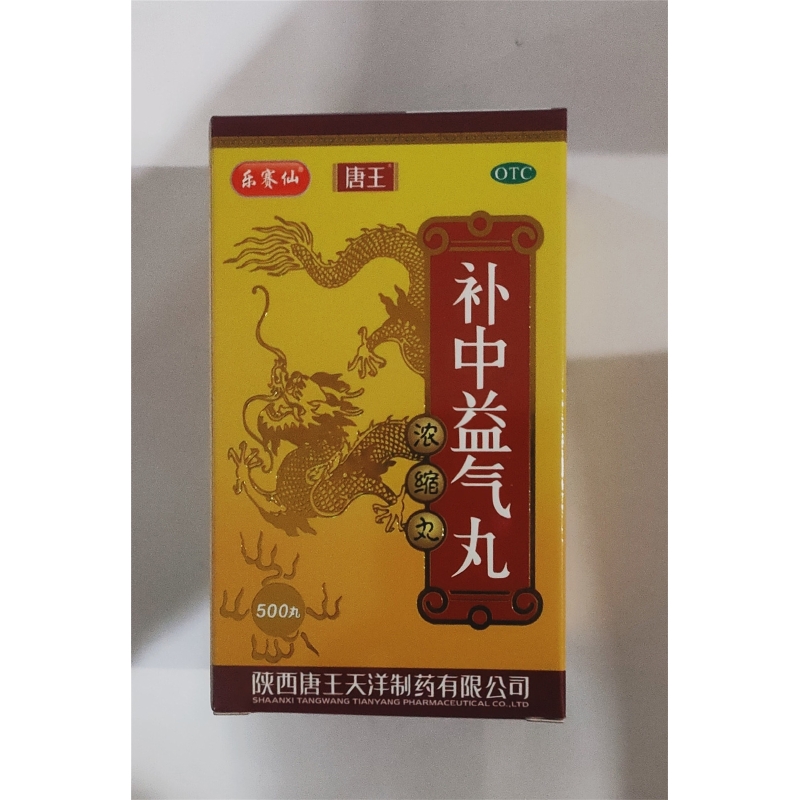 乐赛仙®
唐王®
OTC
补中益气丸
浓缩丸
500丸
陕西唐王天洋制药有限公司
SHAANXI TANGWANG TIANYANG PHARMACEUTICAL CO.,LTD